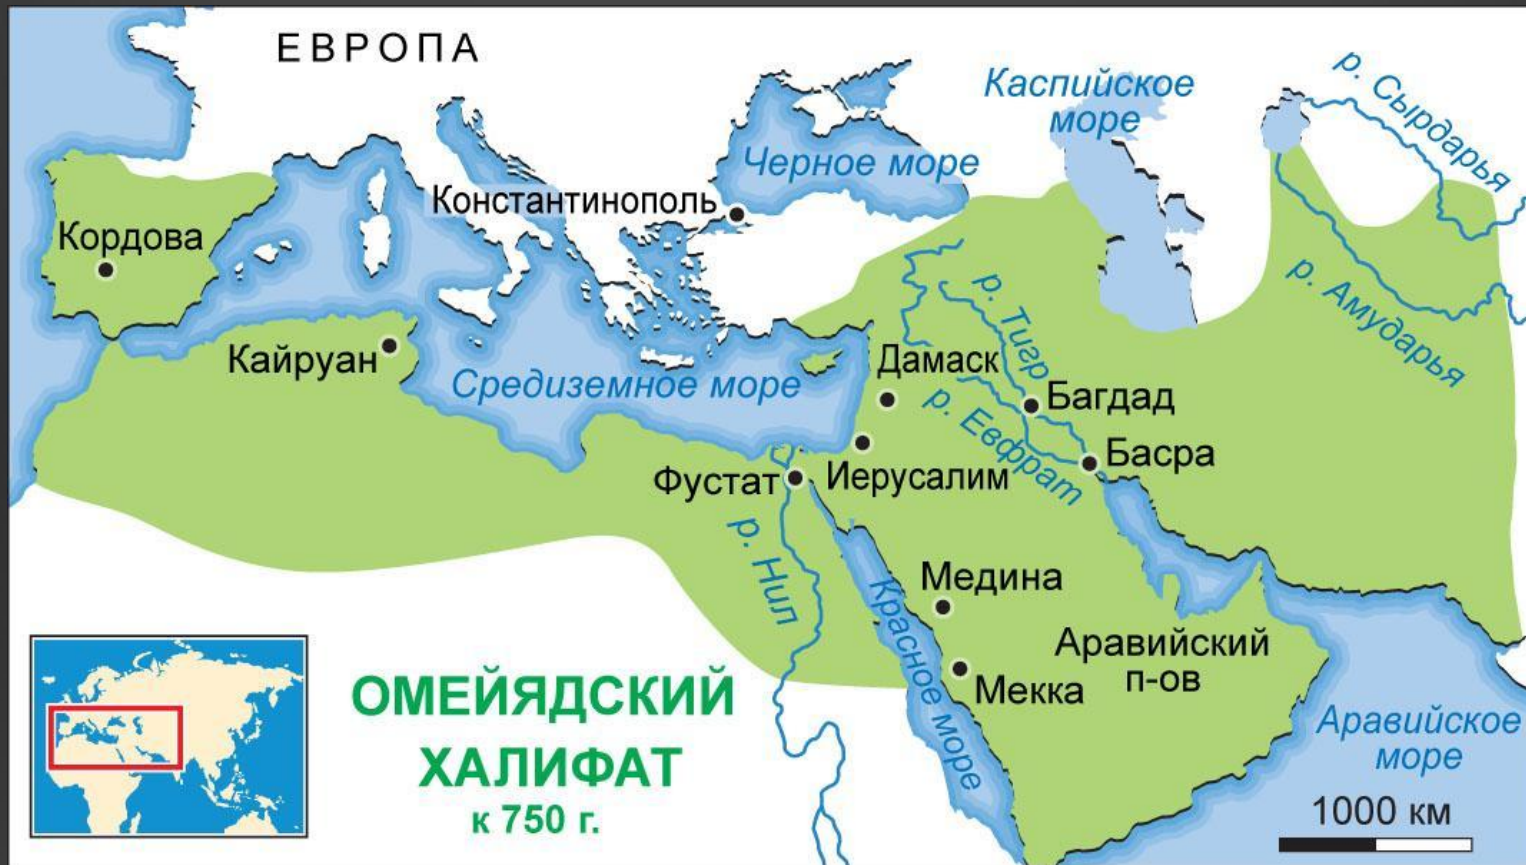 ЕВРОПА
Каспийское
море
р. Сырдарья
Черное море
Константинополь
Кордова
р. Амударья
р. Тигр
Кайруан
Средиземное море
Дамаск
Багдад
р. Евфрат
Басра
Фустат
Иерусалим
р. Нил
Медина
Красное море
Аравийский
п-ов
Мекка
ОМЕЙЯДСКИЙ
ХАЛИФАТ
к 750 г.
Аравийское
море
1000 км